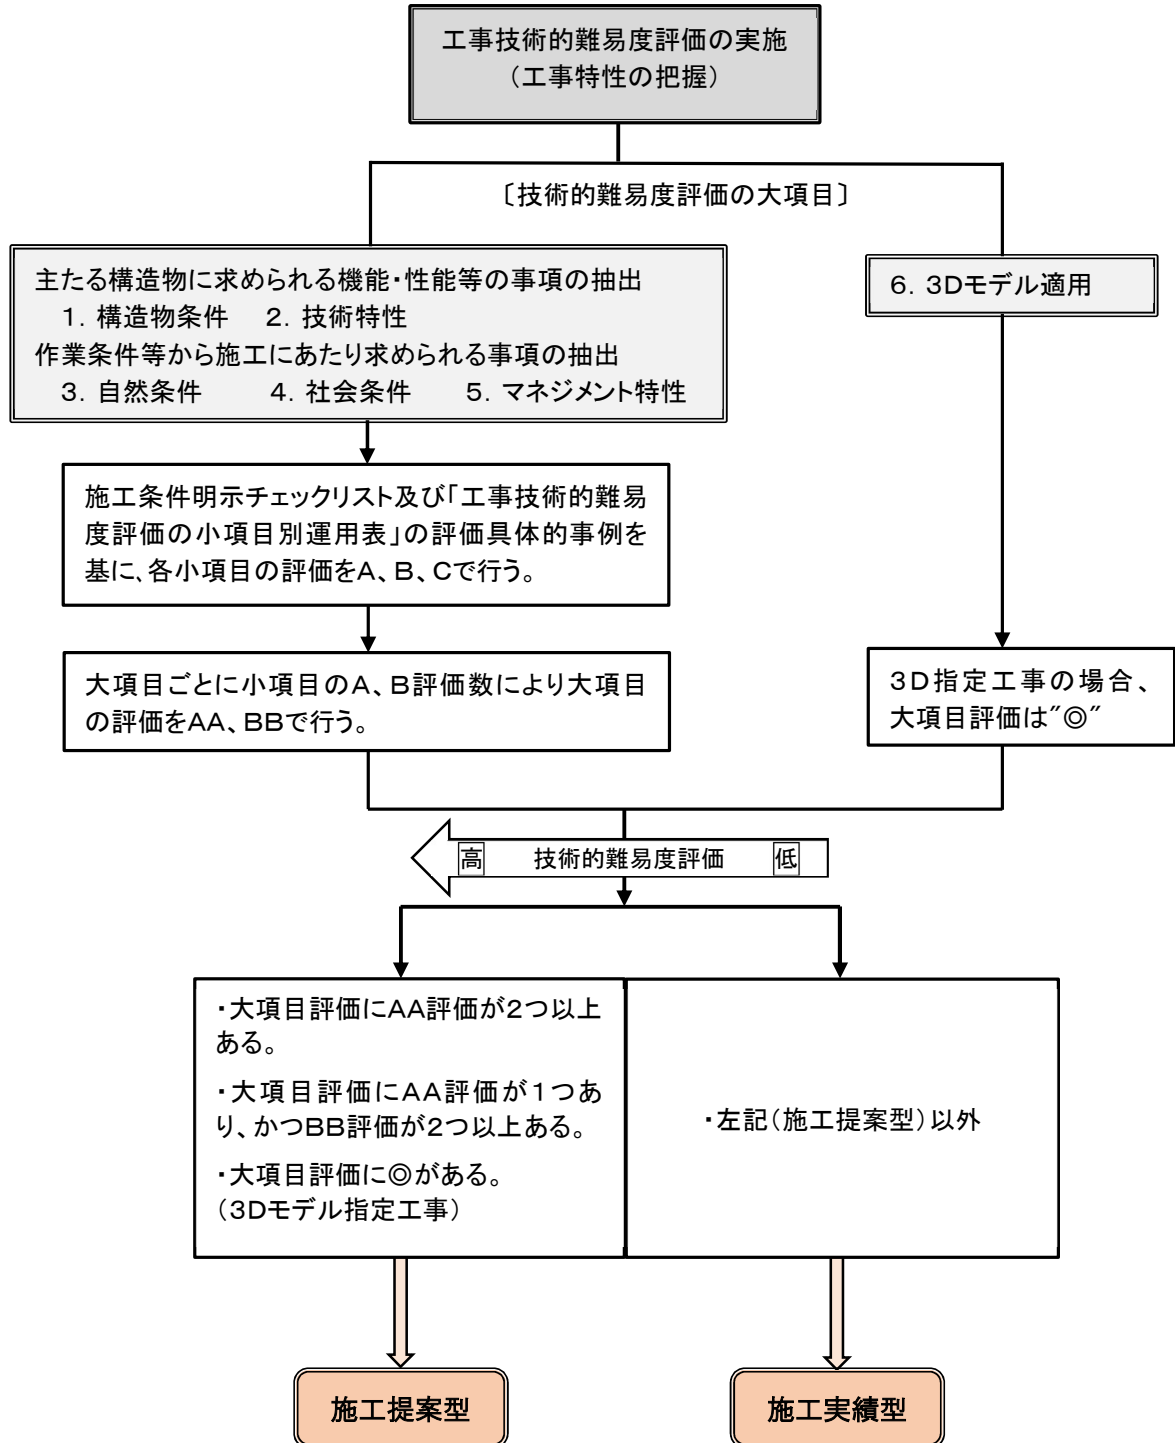 工事技術的難易度評価の実施
（工事特性の把握）
〔技術的難易度評価の大項目〕
主たる構造物に求められる機能・性能等の事項の抽出
１．構造物条件　２．技術特性
作業条件等から施工にあたり求められる事項の抽出
３．自然条件　４．社会条件　５．マネジメント特性
６．３Ｄモデル適用
施工条件明示チェックリスト及び「工事技術的難易
度評価の小項目別運用表」の評価具体的事例を
基に、各小項目の評価をＡ、Ｂ、Ｃで行う。
大項目ごとに小項目のＡ、Ｂ評価数により大項目
の評価をＡＡ、ＢＢで行う。
３Ｄ指定工事の場合、
大項目評価は″◎″
高　技術的難易度評価　低
・大項目評価にＡＡ評価が２つ以上
ある。
・大項目評価にＡＡ評価が１つあ
り、かつＢＢ評価が２つ以上ある。
・大項目評価に◎がある。
（３Ｄモデル指定工事）
・左記（施工提案型）以外
施工提案型
施工実績型